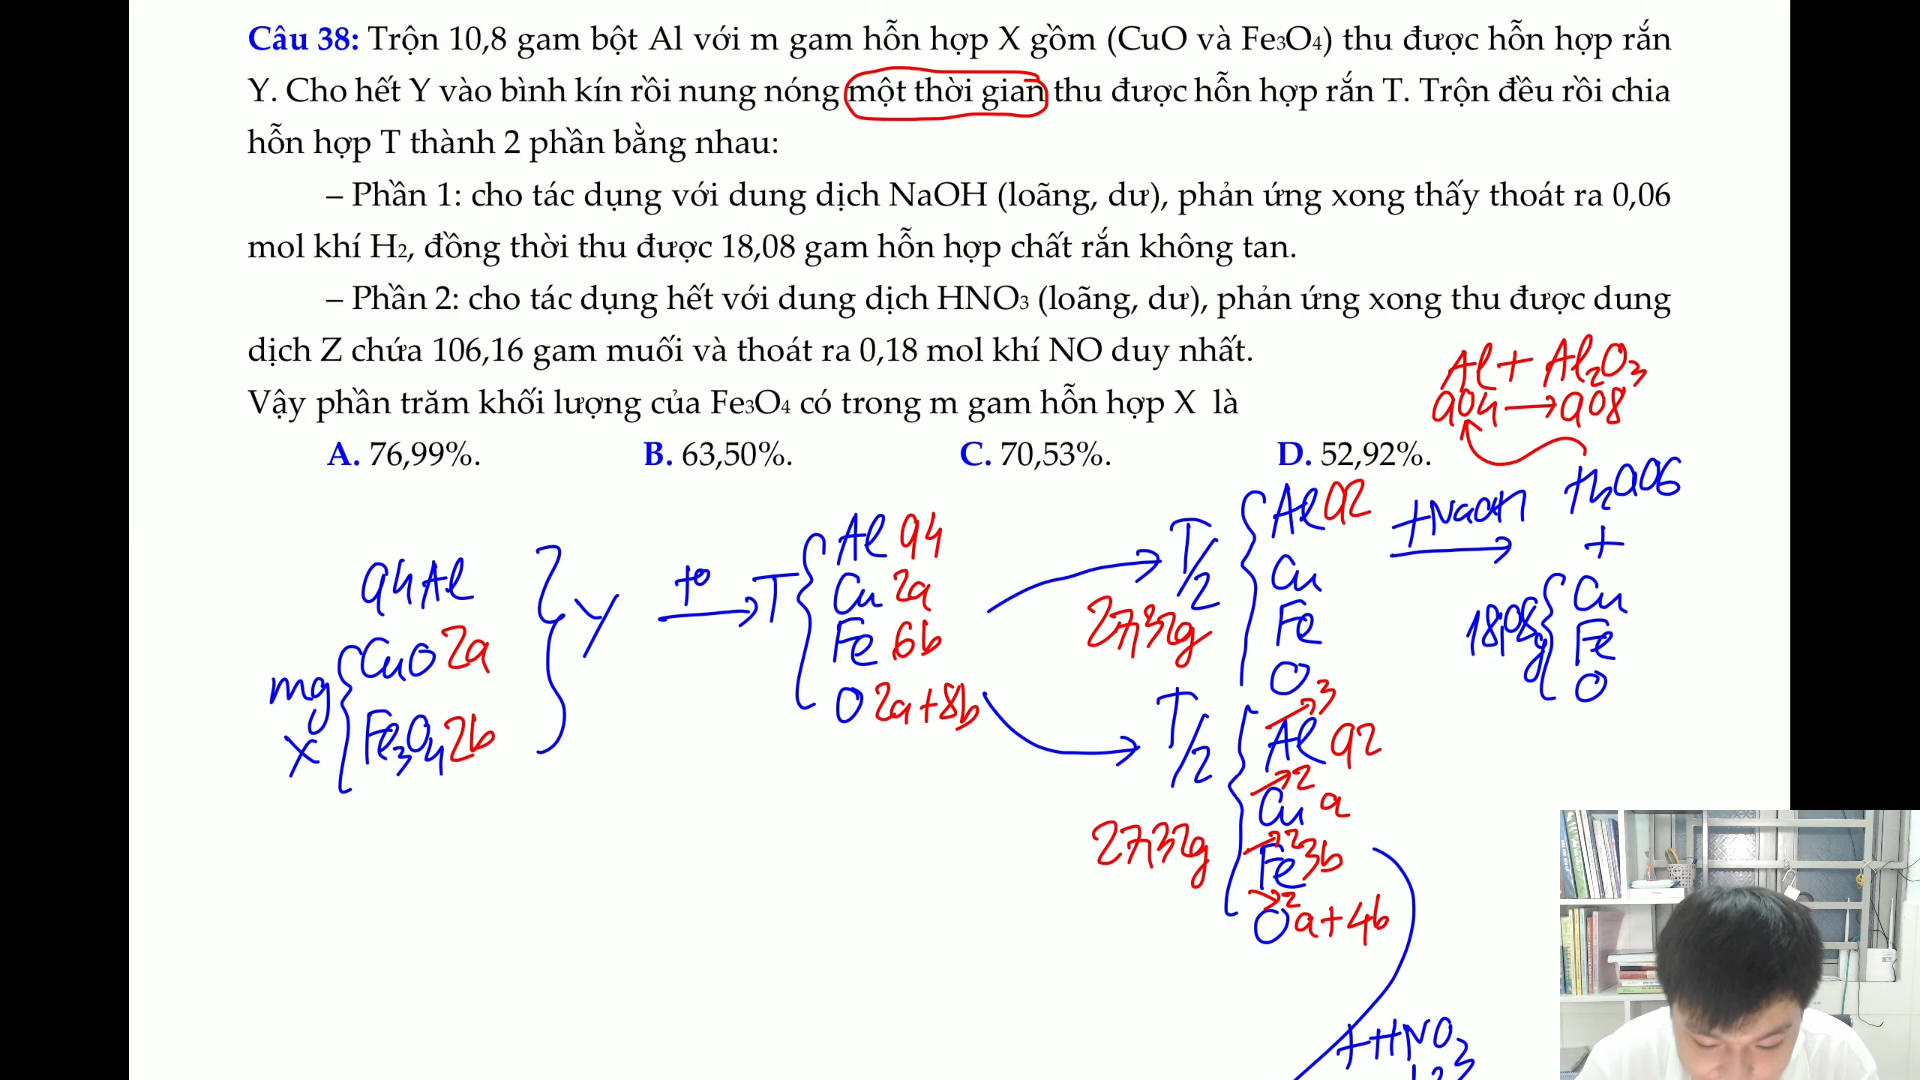 Câu 38: Trộn 10,8 gam bột Al với m gam hỗn hợp X gồm (CuO và Fe3O4) thu được hỗn hợp rắn
Y. Cho hết Y vào bình kín rồi nung nóng một thời gian thu được hỗn hợp rắn T. Trộn đều rồi chia
hỗn hợp T thành 2 phần bằng nhau:
– Phần 1: cho tác dụng với dung dịch NaOH (loãng, dư), phản ứng xong thấy thoát ra 0,06
mol khí H2, đồng thời thu được 18,08 gam hỗn hợp chất rắn không tan.
– Phần 2: cho tác dụng hết với dung dịch HNO3 (loãng, dư), phản ứng xong thu được dung
dịch Z chứa 106,16 gam muối và thoát ra 0,18 mol khí NO duy nhất.
Vậy phần trăm khối lượng của Fe3O4 có trong m gam hỗn hợp X là
A. 76,99%. B. 63,50%. C. 70,53%. D. 52,92%.
Al + Al2O3
0,04 → 0,08
H2 0,06
+
18,08g Cu
Fe
O
0,4 Al
mg X
CuO 2a
Fe3O4 2b
Y
t°
T
Al 0,4
Cu 2a
Fe 6b
O 2a+8b
T/2
27,32g
Al 0,2
Cu
Fe
O
+NaOH
T/2
27,32g
Al 0,2
Cu a
Fe 3b
O a+4b
+HNO3